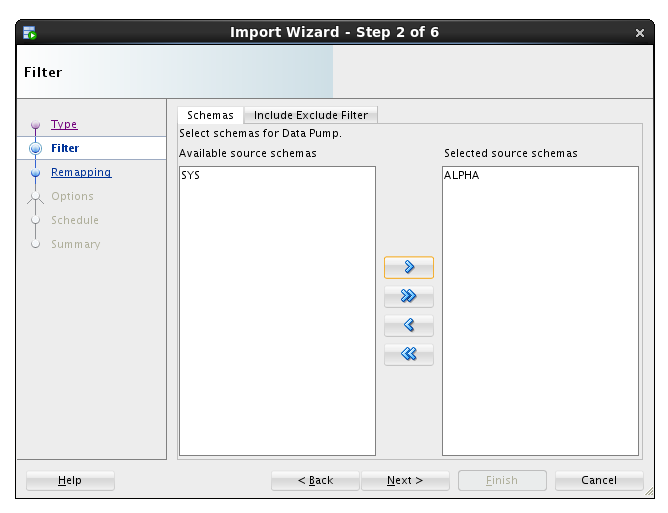 Import Wizard - Step 2 of 6
Filter
Type
Filter
Remapping
Options
Schedule
Summary
Schemas
Include Exclude Filter
Select schemas for Data Pump.
Available source schemas
SYS
Selected source schemas
ALPHA
Help
< Back
Next >
Finish
Cancel